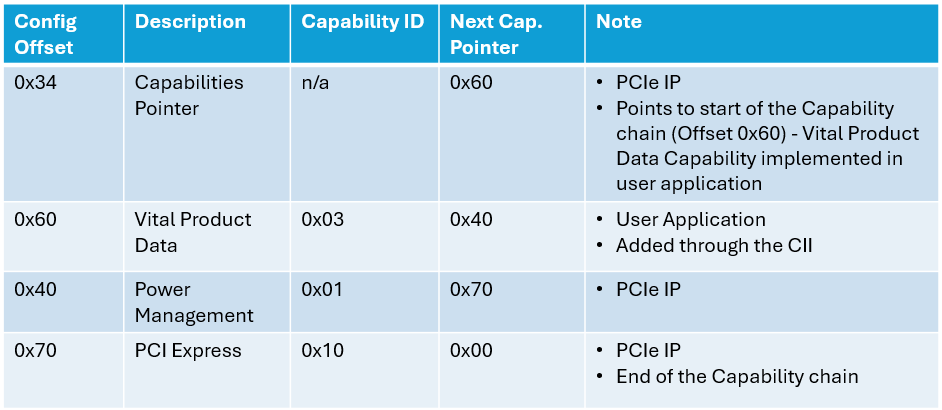 Config Offset | Description | Capability ID | Next Cap. Pointer | Note
0x34 | Capabilities Pointer | n/a | 0x60 | • PCIe IP
• Points to start of the Capability
chain (Offset 0x60) - Vital Product
Data Capability implemented in
user application
0x60 | Vital Product Data | 0x03 | 0x40 | • User Application
• Added through the CII
0x40 | Power Management | 0x01 | 0x70 | • PCIe IP
0x70 | PCI Express | 0x10 | 0x00 | • PCIe IP
• End of the Capability chain